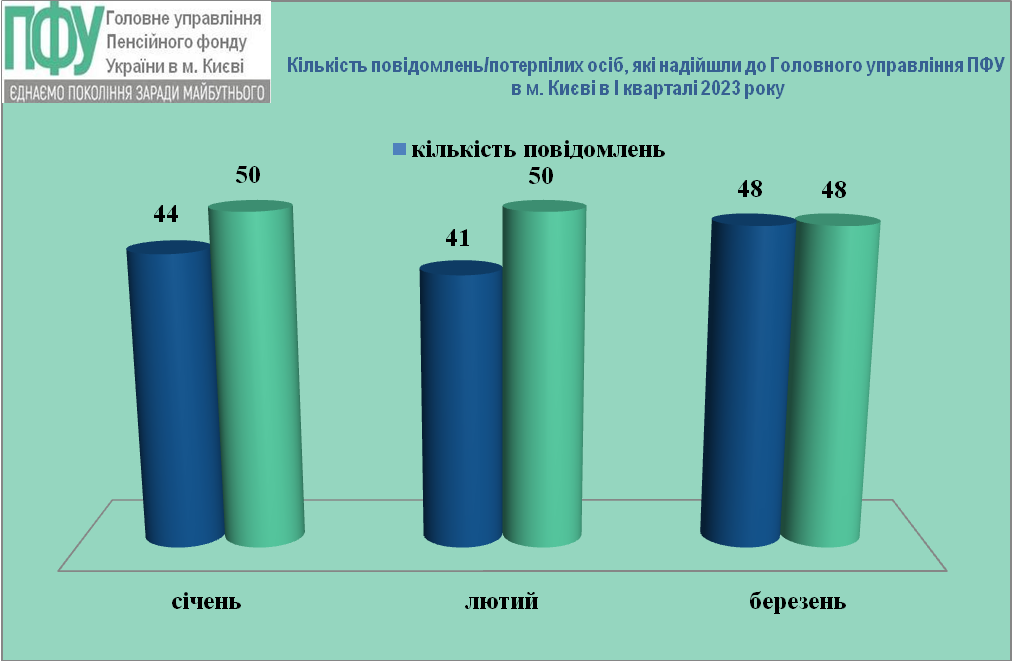 ПФУ
Головне управління
Пенсійного фонду
України в м. Києві
ЄДНАЄМО ПОКОЛІННЯ ЗАРАДИ МАЙБУТНЬОГО
Кількість повідомлень/потерпілих осіб, які надійшли до Головного управління ПФУ
в м. Києві в І кварталі 2023 року
кількість повідомлень
44
50
41
50
48
48
січень
лютий
березень